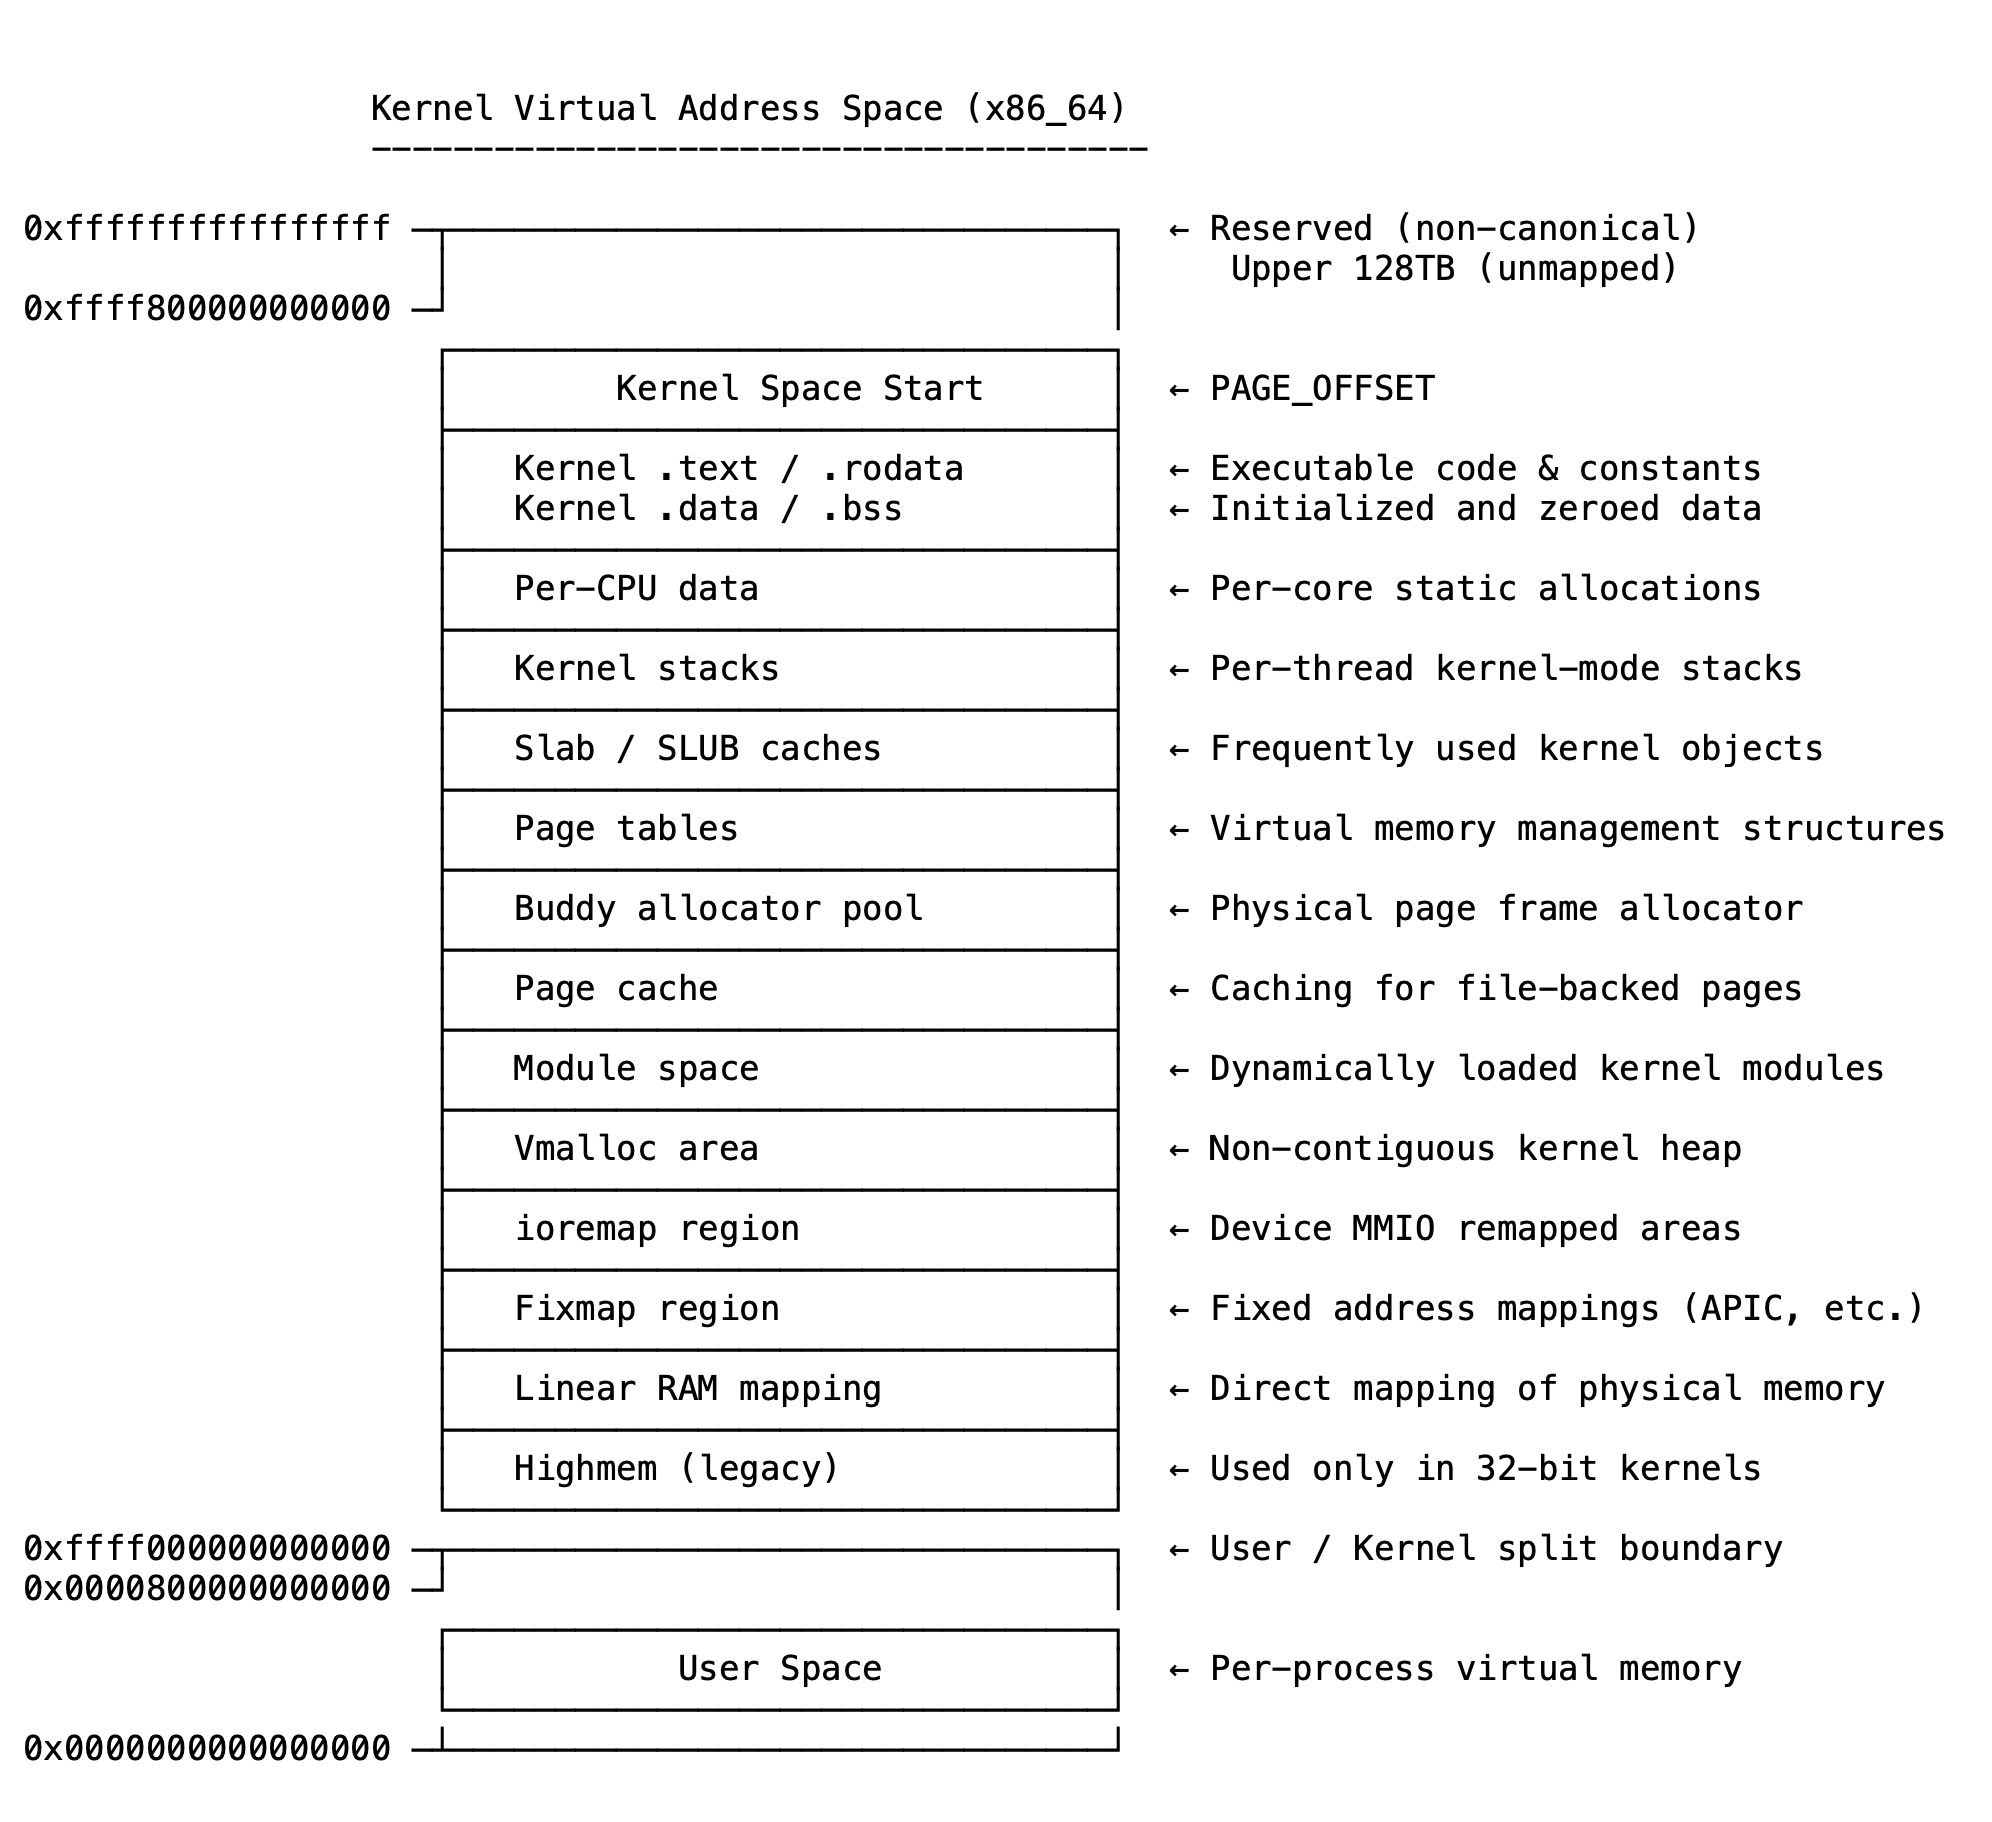 Kernel Virtual Address Space (x86_64)
--------------------------------------
0xffffffffffffffff ← Reserved (non-canonical)
Upper 128TB (unmapped)
0xffff800000000000
Kernel Space Start ← PAGE_OFFSET
Kernel .text / .rodata ← Executable code & constants
Kernel .data / .bss ← Initialized and zeroed data
Per-CPU data ← Per-core static allocations
Kernel stacks ← Per-thread kernel-mode stacks
Slab / SLUB caches ← Frequently used kernel objects
Page tables ← Virtual memory management structures
Buddy allocator pool ← Physical page frame allocator
Page cache ← Caching for file-backed pages
Module space ← Dynamically loaded kernel modules
Vmalloc area ← Non-contiguous kernel heap
ioremap region ← Device MMIO remapped areas
Fixmap region ← Fixed address mappings (APIC, etc.)
Linear RAM mapping ← Direct mapping of physical memory
Highmem (legacy) ← Used only in 32-bit kernels
0xffff000000000000 ← User / Kernel split boundary
0x0000800000000000
User Space ← Per-process virtual memory
0x0000000000000000